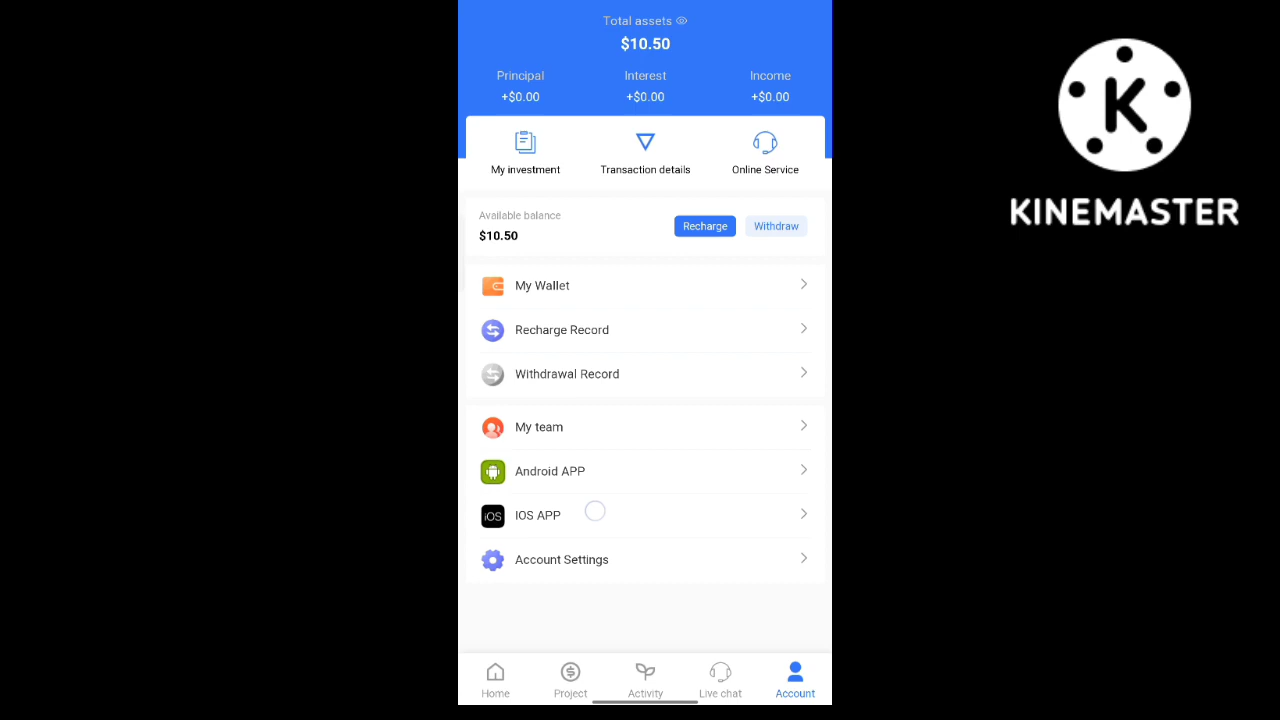 Total assets
$10.50
Principal Interest Income
+$0.00 +$0.00 +$0.00
My investment Transaction details Online Service
Available balance
$10.50
Recharge Withdraw
My Wallet
Recharge Record
Withdrawal Record
My team
Android APP
iOS IOS APP
Account Settings
Home Project Activity Live chat Account
K
KINEMASTER